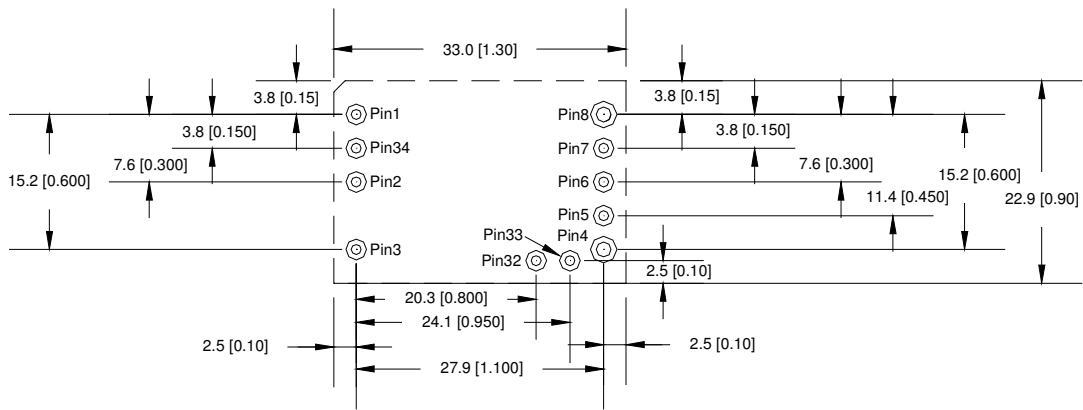 33.0 [1.30]
3.8 [0.15]
3.8 [0.15]
Pin1
Pin8
3.8 [0.150]
3.8 [0.150]
Pin34
Pin7
7.6 [0.300]
7.6 [0.300]
15.2 [0.600]
Pin2
Pin6
15.2 [0.600]
11.4 [0.450]
22.9 [0.90]
Pin5
Pin33
Pin4
Pin3
Pin32
2.5 [0.10]
20.3 [0.800]
24.1 [0.950]
2.5 [0.10]
2.5 [0.10]
27.9 [1.100]